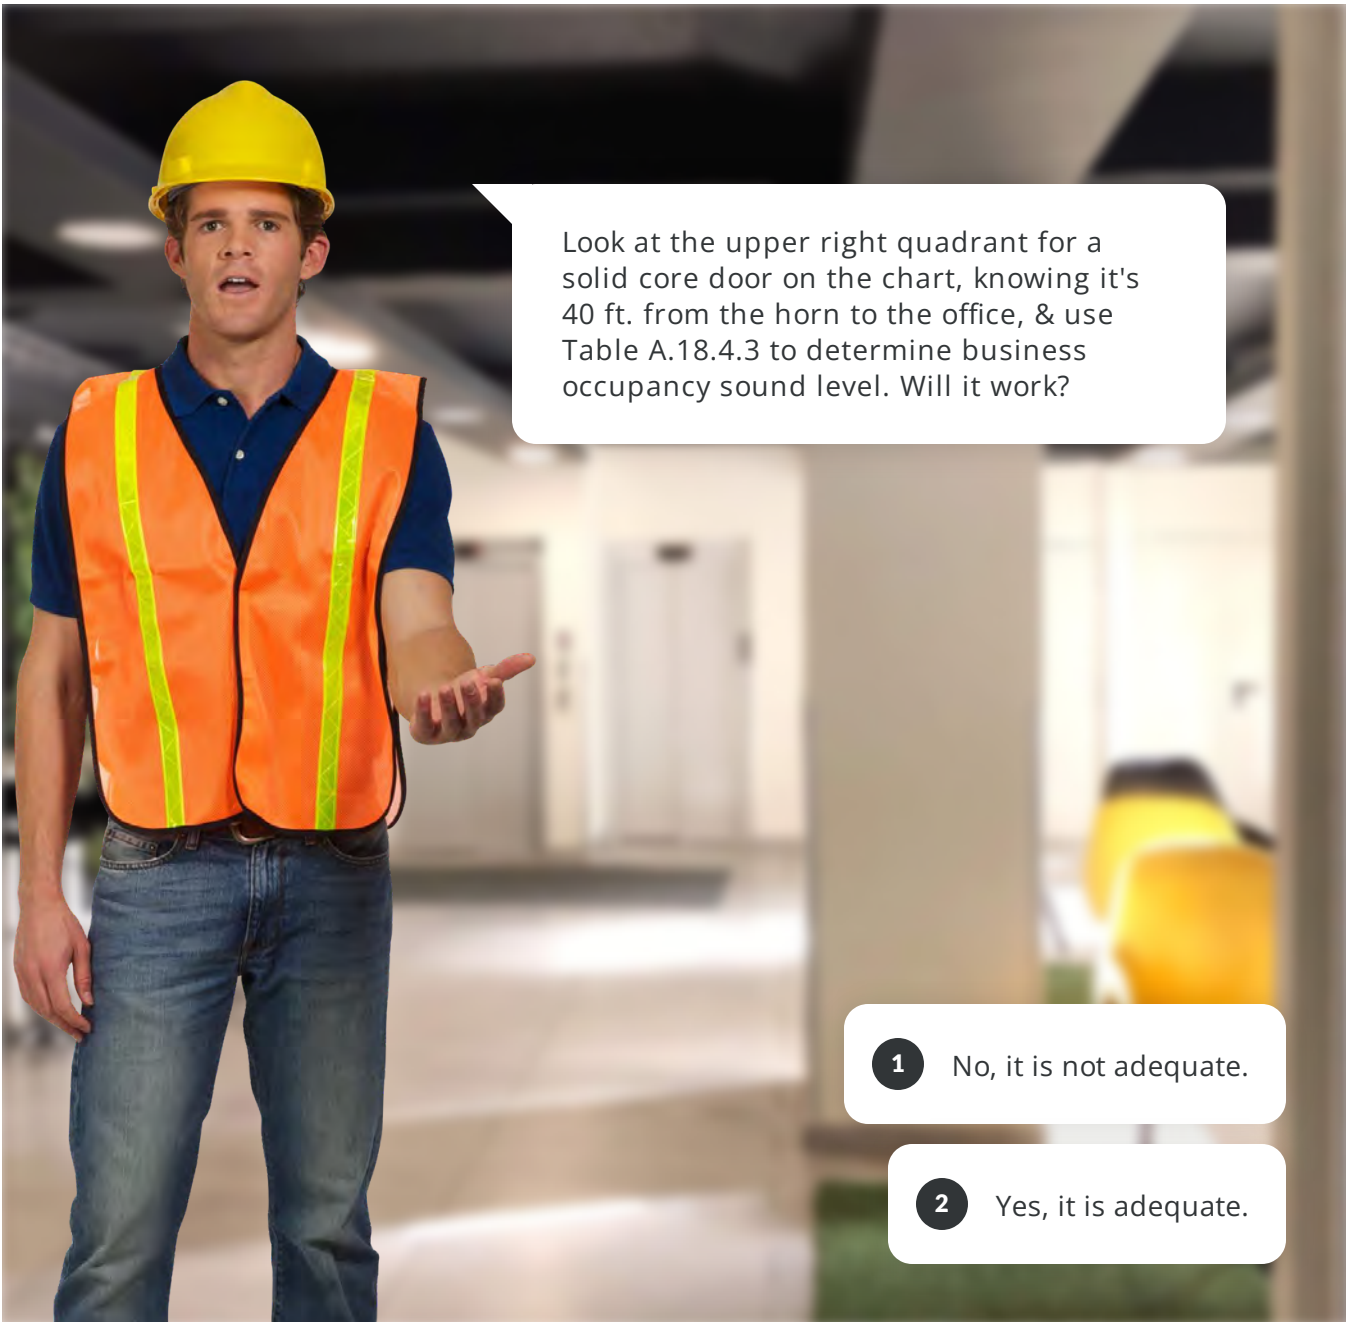 Look at the upper right quadrant for a
solid core door on the chart, knowing it's
40 ft. from the horn to the office, & use
Table A.18.4.3 to determine business
occupancy sound level. Will it work?
1 No, it is not adequate.
2 Yes, it is adequate.